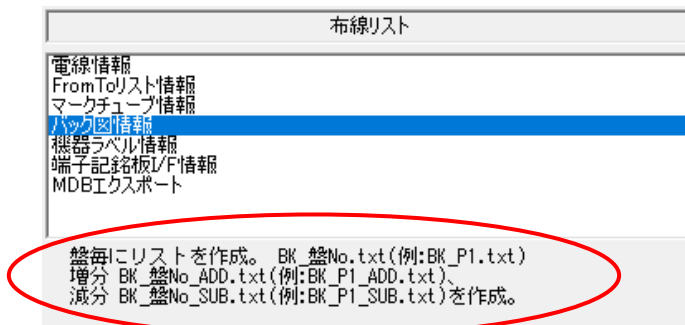 布線リスト
電線情報
FromToリスト情報
マークチューブ情報
バック図情報
機器ラベル情報
端子記銘板I/F情報
MDBエクスポート
盤毎にリストを作成。 BK_盤No.txt(例:BK_P1.txt)
増分 BK_盤No_ADD.txt(例:BK_P1_ADD.txt)、
減分 BK_盤No_SUB.txt(例:BK_P1_SUB.txt)を作成。